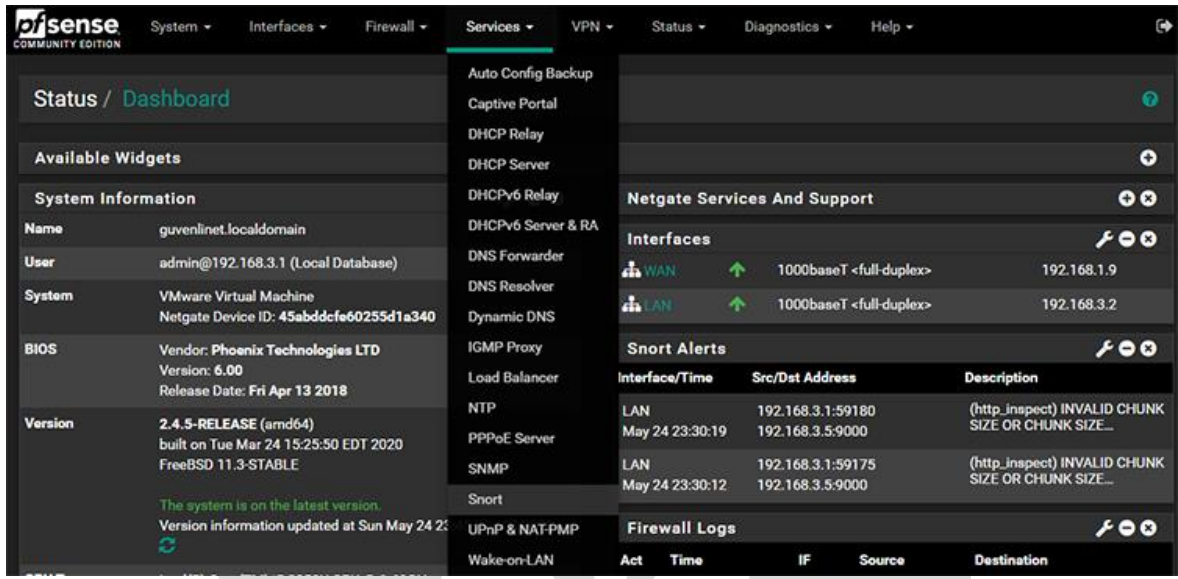 pfsense
COMMUNITY EDITION
System Interfaces Firewall Services VPN Status Diagnostics Help
Auto Config Backup
Captive Portal
DHCP Relay
DHCP Server
DHCPv6 Relay
DHCPv6 Server & RA
DNS Forwarder
DNS Resolver
Dynamic DNS
IGMP Proxy
Load Balancer
NTP
PPPoE Server
SNMP
Snort
UPnP & NAT-PMP
Wake-on-LAN
Status / Dashboard
Available Widgets
System Information
Name guvenlinet.localdomain
User admin@192.168.3.1 (Local Database)
System VMware Virtual Machine
Netgate Device ID: 45abddcfe60255d1a340
BIOS Vendor: Phoenix Technologies LTD
Version: 6.00
Release Date: Fri Apr 13 2018
Version 2.4.5-RELEASE (amd64)
built on Tue Mar 24 15:25:50 EDT 2020
FreeBSD 11.3-STABLE
The system is on the latest version.
Version information updated at Sun May 24 23
Netgate Services And Support
Interfaces
WAN 1000baseT <full-duplex> 192.168.1.9
LAN 1000baseT <full-duplex> 192.168.3.2
Snort Alerts
Interface/Time Src/Dst Address Description
LAN 192.168.3.1:59180 (http_inspect) INVALID CHUNK
May 24 23:30:19 192.168.3.5:9000 SIZE OR CHUNK SIZE...
LAN 192.168.3.1:59175 (http_inspect) INVALID CHUNK
May 24 23:30:12 192.168.3.5:9000 SIZE OR CHUNK SIZE...
Firewall Logs
Act Time IF Source Destination